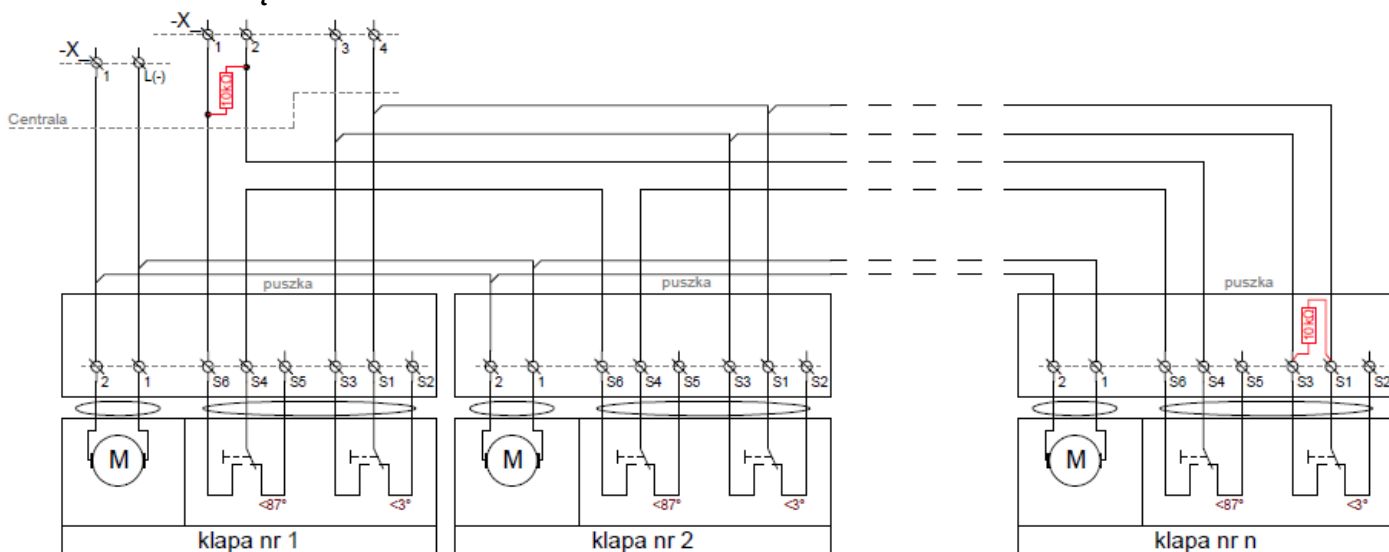 -X_
1
2
3
4
-X_
1
L(-)
10kΩ
Centrala
puszka
puszka
puszka
10kΩ
2
1
S6
S4
S5
S3
S1
S2
2
1
S6
S4
S5
S3
S1
S2
2
1
S6
S4
S5
S3
S1
S2
M
<87°
<3°
M
<87°
<3°
M
<87°
<3°
klapa nr 1
klapa nr 2
klapa nr n